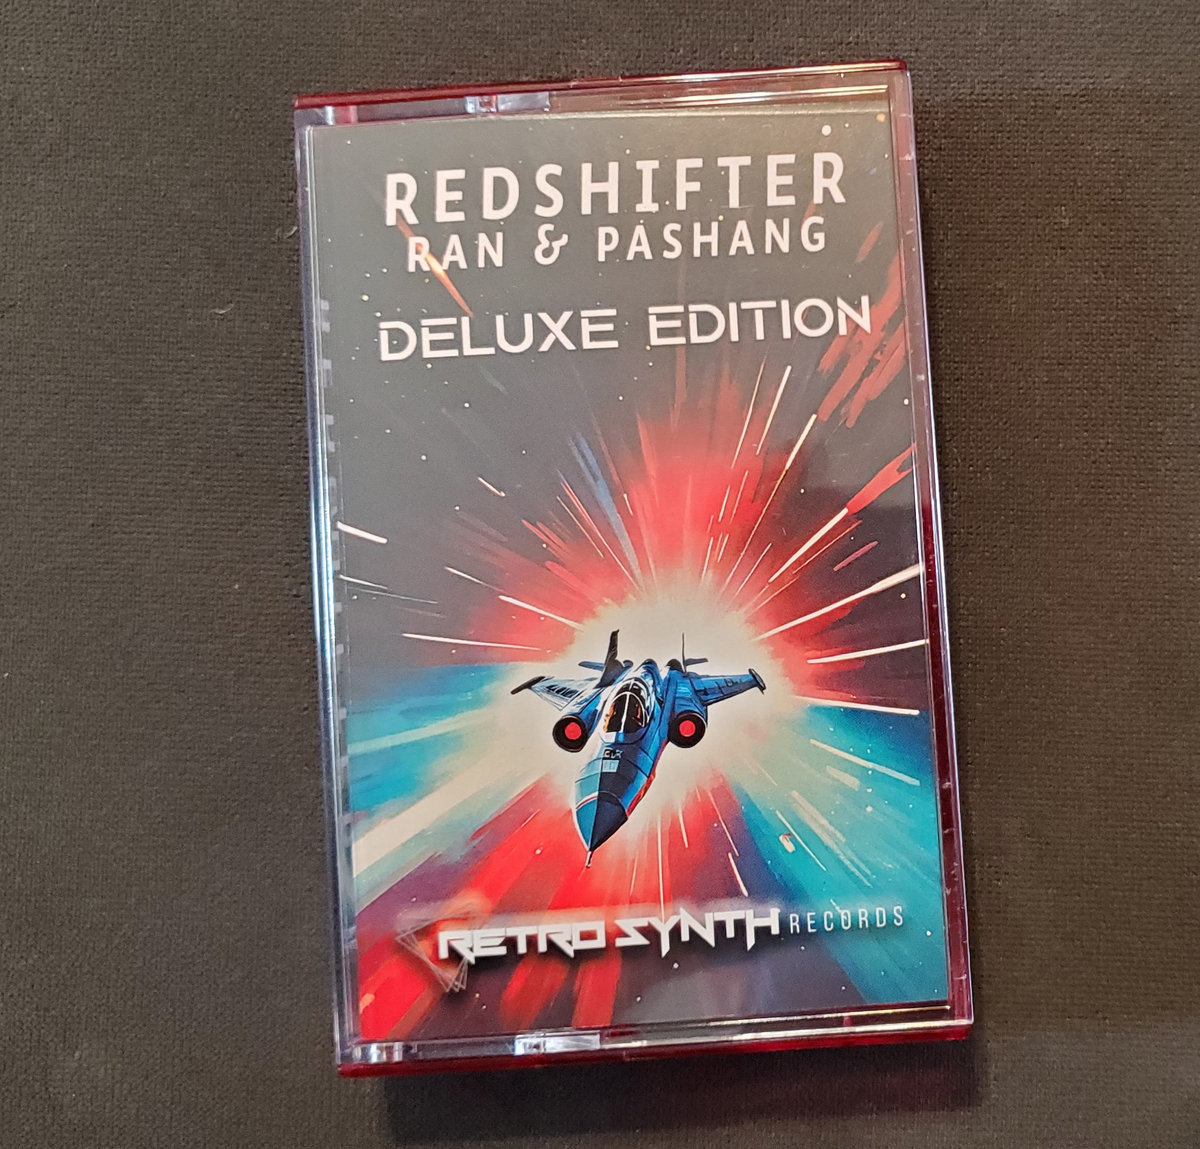 REDSHIFTER
RAN & PASHANG
DELUXE EDITION
RETRO SYNTH RECORDS